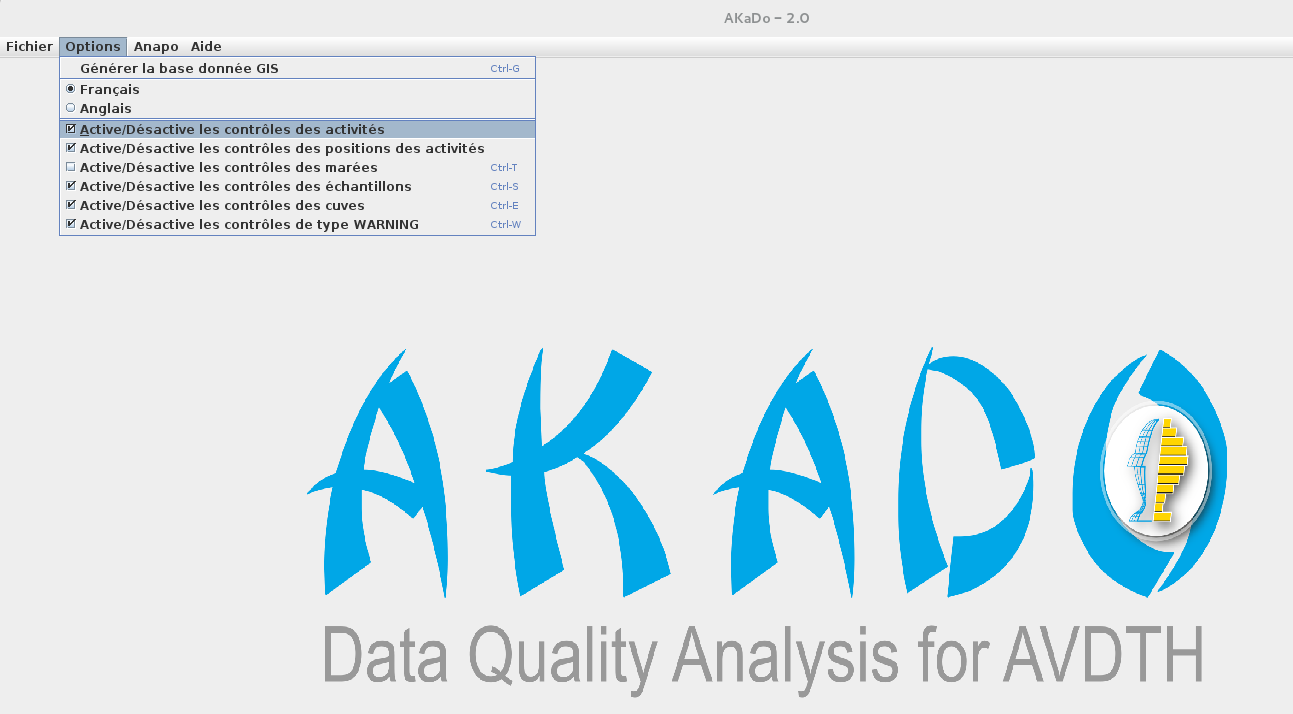 AKaDo – 2.0
Fichier Options Anapo Aide
Générer la base donnée GIS Ctrl-G
Français
Anglais
Active/Désactive les contrôles des activités
Active/Désactive les contrôles des positions des activités
Active/Désactive les contrôles des marées Ctrl-T
Active/Désactive les contrôles des échantillons Ctrl-S
Active/Désactive les contrôles des cuves Ctrl-E
Active/Désactive les contrôles de type WARNING Ctrl-W
AKADO
Data Quality Analysis for AVDTH